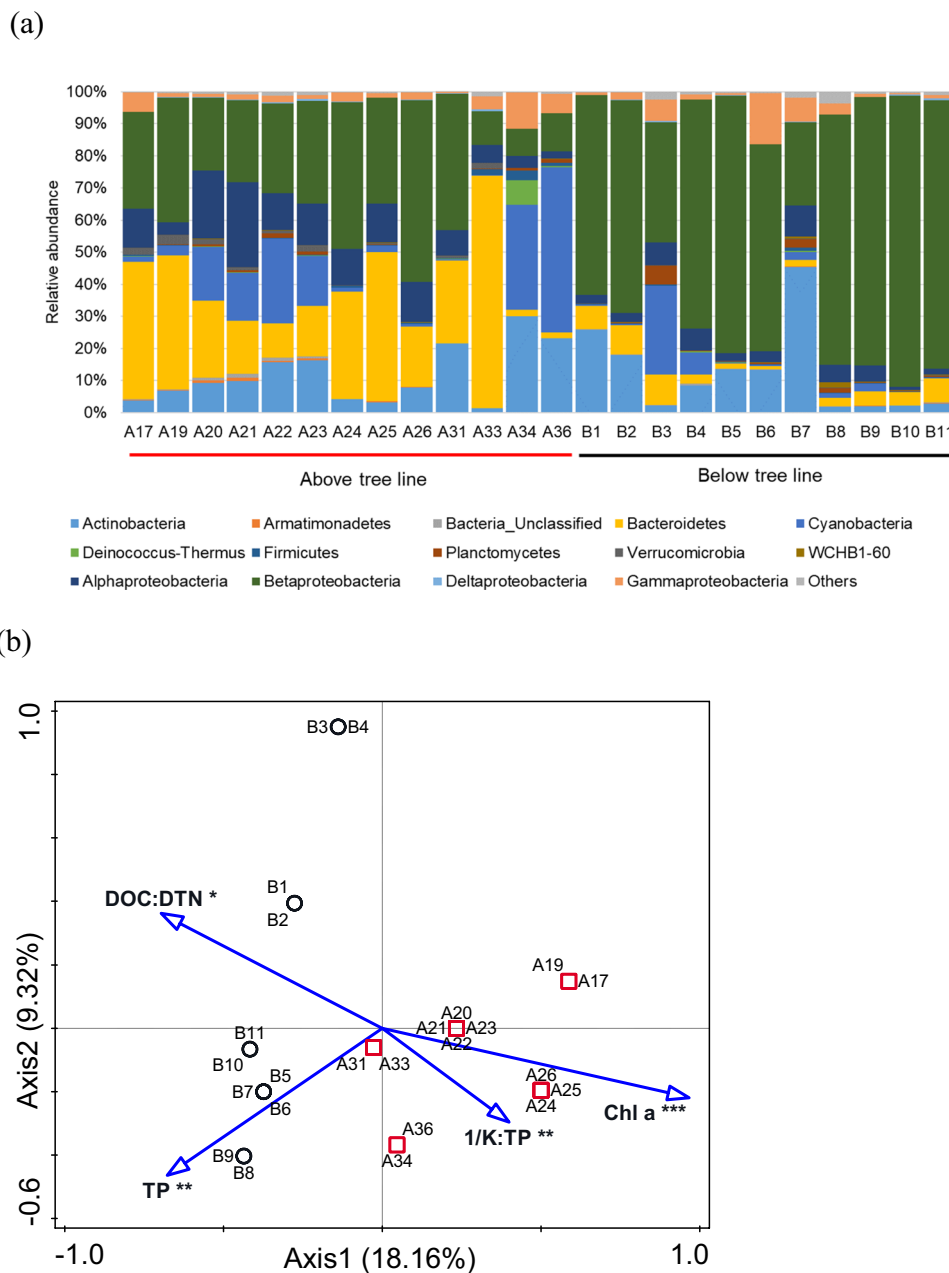 (a)
100%
90%
80%
70%
60%
50%
40%
30%
20%
10%
0%
Relative abundance
A17 A19 A20 A21 A22 A23 A24 A25 A26 A31 A33 A34 A36 B1 B2 B3 B4 B5 B6 B7 B8 B9 B10 B11
Above tree line Below tree line
Actinobacteria Armatimonadetes Bacteria_Unclassified Bacteroidetes Cyanobacteria
Deinococcus-Thermus Firmicutes Planctomycetes Verrucomicrobia WCHB1-60
Alphaproteobacteria Betaproteobacteria Deltaproteobacteria Gammaproteobacteria Others
(b)
1.0
B3 B4
B1
DOC:DTN *
B2
Axis2 (9.32%)
A19
A17
A20
A21 A23
A22
B11
B10
A31 A33
B5
B7
B6
A26
A25
A24
Chl a ***
1/K:TP **
A36
A34
B9
B8
TP **
-0.6
-1.0 Axis1 (18.16%) 1.0